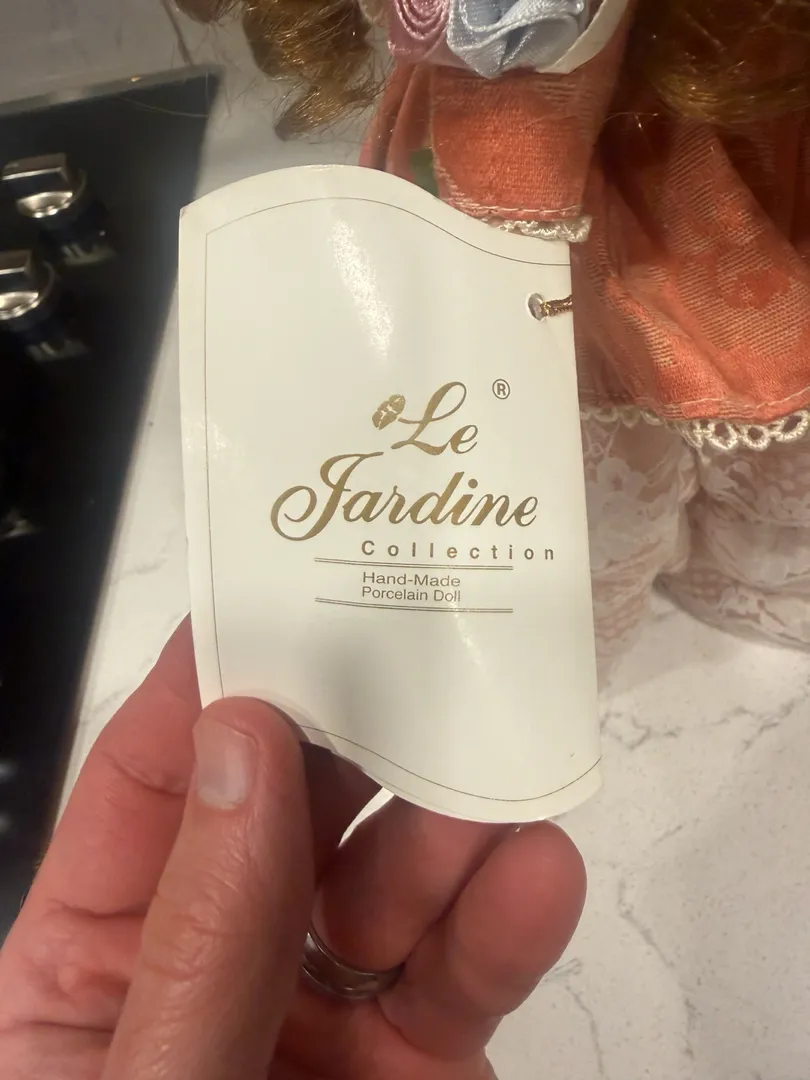 Le ®
Jardine
Collection
Hand-Made
Porcelain Doll